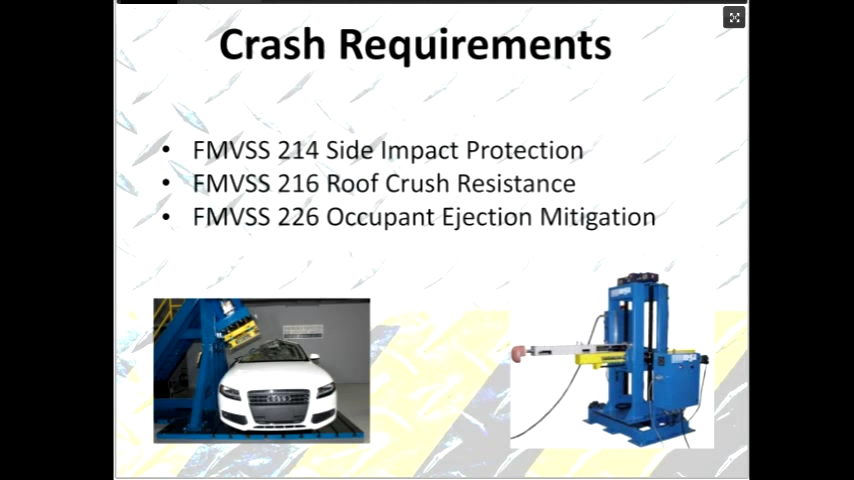 Crash Requirements
• FMVSS 214 Side Impact Protection
• FMVSS 216 Roof Crush Resistance
• FMVSS 226 Occupant Ejection Mitigation